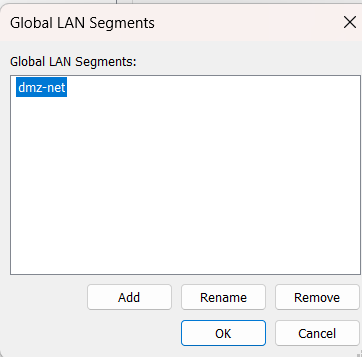 Global LAN Segments
Global LAN Segments:
dmz-net
Add Rename Remove
OK Cancel